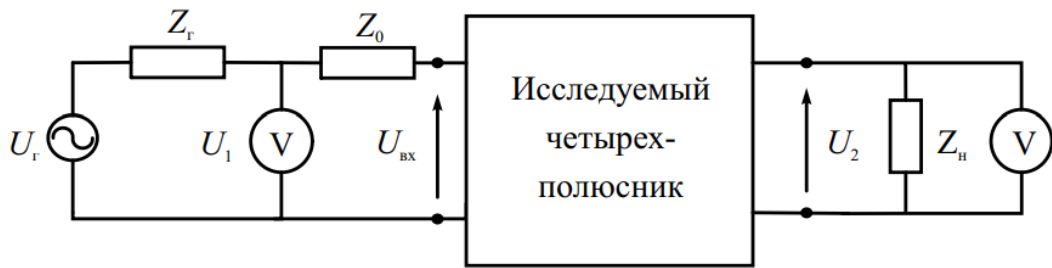 Zг
Z0
Uг
U1
V
Uвх
Исследуемый
четырех-
полюсник
U2
Zн
V